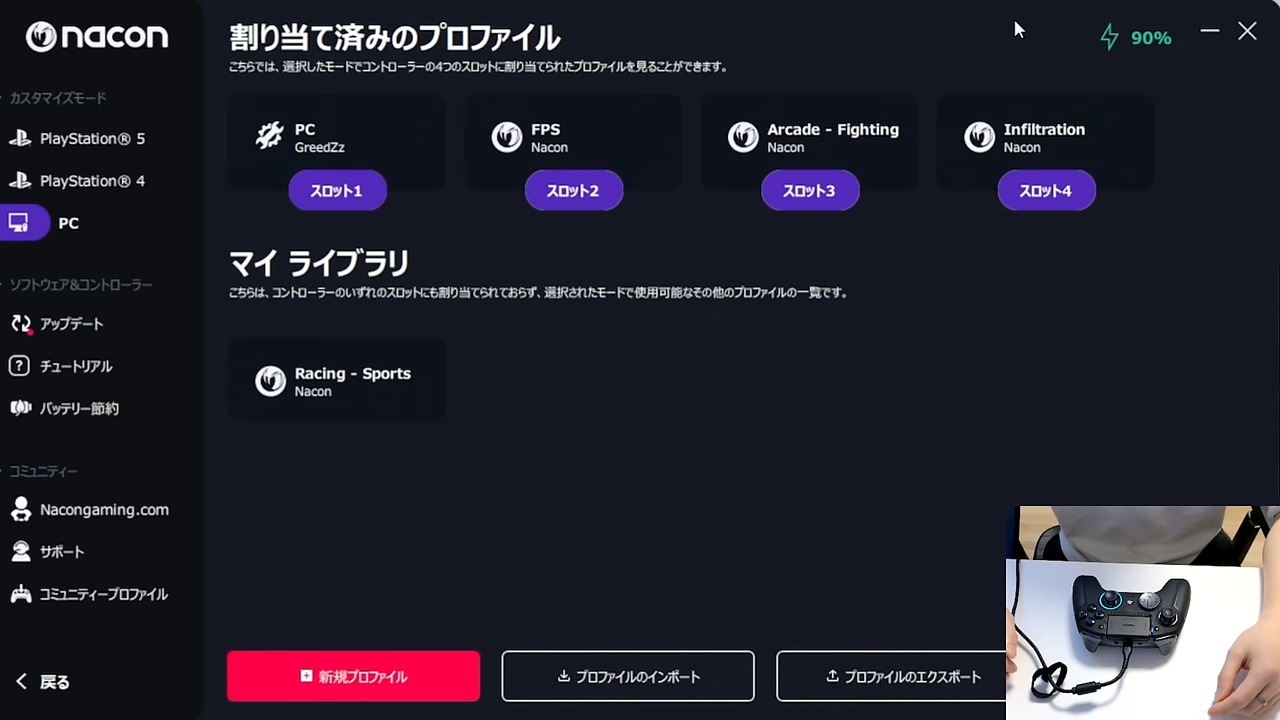 nacon
カスタマイズモード
PlayStation® 5
PlayStation® 4
PC
ソフトウェア&コントローラー
アップデート
チュートリアル
バッテリー節約
コミュニティー
Nacongaming.com
サポート
コミュニティープロファイル
戻る
割り当て済みのプロファイル
90%
こちらでは、選択したモードでコントローラーの4つのスロットに割り当てられたプロファイルを見ることができます。
PC
GreedZz
スロット1
FPS
Nacon
スロット2
Arcade - Fighting
Nacon
スロット3
Infiltration
Nacon
スロット4
マイ ライブラリ
こちらは、コントローラーのいずれのスロットにも割り当てられておらず、選択されたモードで使用可能なその他のプロファイルの一覧です。
Racing - Sports
Nacon
新規プロファイル
プロファイルのインポート
プロファイルのエクスポート